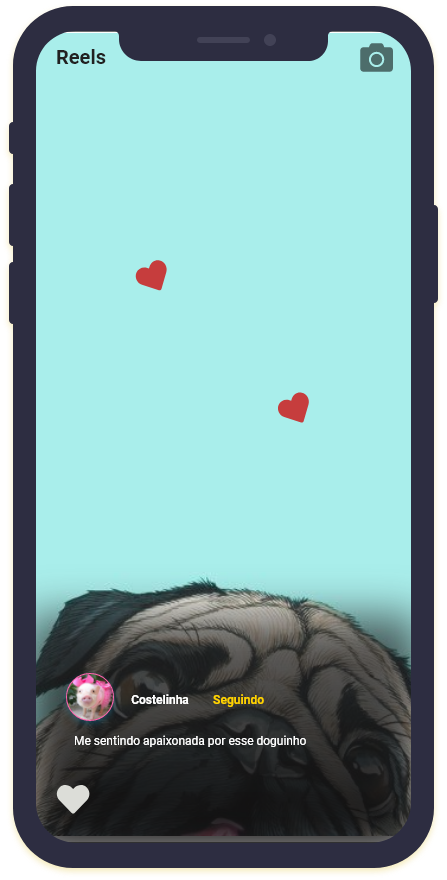 Reels
Costelinha Seguindo
Me sentindo apaixonada por esse doguinho